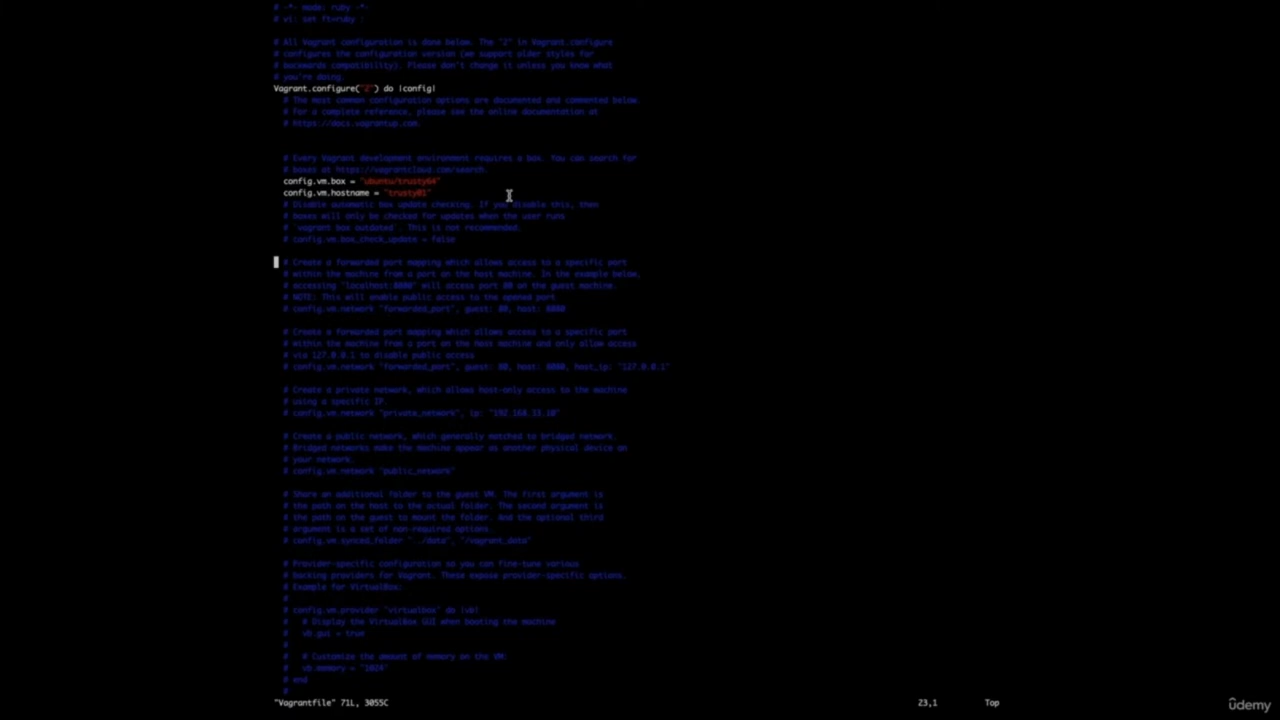 # -*- mode: ruby -*-
# vi: set ft=ruby :
# All Vagrant configuration is done below. The "2" in Vagrant.configure
# configures the configuration version (we support older styles for
# backwards compatibility). Please don't change it unless you know what
# you're doing.
Vagrant.configure("2") do |config|
# The most common configuration options are documented and commented below.
# For a complete reference, please see the online documentation at
# https://docs.vagrantup.com.
# Every Vagrant development environment requires a box. You can search for
# boxes at https://vagrantcloud.com/search.
config.vm.box = "ubuntu/trusty64"
config.vm.hostname = "trusty01"
# Disable automatic box update checking. If you disable this, then
# boxes will only be checked for updates when the user runs
# `vagrant box outdated`. This is not recommended.
# config.vm.box_check_update = false
# Create a forwarded port mapping which allows access to a specific port
# within the machine from a port on the host machine. In the example below,
# accessing "localhost:8080" will access port 80 on the guest machine.
# NOTE: This will enable public access to the opened port
# config.vm.network "forwarded_port", guest: 80, host: 8080
# Create a forwarded port mapping which allows access to a specific port
# within the machine from a port on the host machine and only allow access
# via 127.0.0.1 to disable public access
# config.vm.network "forwarded_port", guest: 80, host: 8080, host_ip: "127.0.0.1"
# Create a private network, which allows host-only access to the machine
# using a specific IP.
# config.vm.network "private_network", ip: "192.168.33.10"
# Create a public network, which generally matched to bridged network.
# Bridged networks make the machine appear as another physical device on
# your network.
# config.vm.network "public_network"
# Share an additional folder to the guest VM. The first argument is
# the path on the host to the actual folder. The second argument is
# the path on the guest to mount the folder. And the optional third
# argument is a set of non-required options.
# config.vm.synced_folder "../data", "/vagrant_data"
# Provider-specific configuration so you can fine-tune various
# backing providers for Vagrant. These expose provider-specific options.
# Example for VirtualBox:
#
# config.vm.provider "virtualbox" do |vb|
#   # Display the VirtualBox GUI when booting the machine
#   vb.gui = true
#
#   # Customize the amount of memory on the VM:
#   vb.memory = "1024"
# end
#
"Vagrantfile" 71L, 3055C 23,1 Top
ûdemy